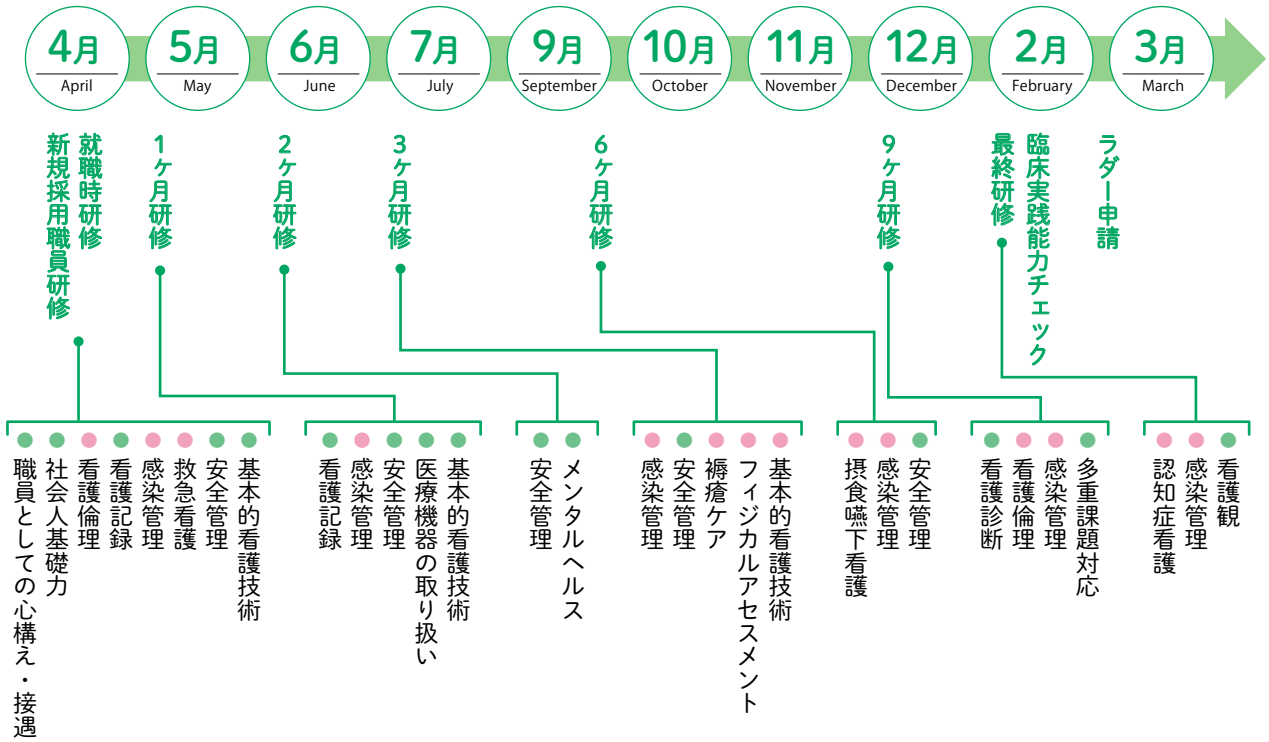 4月
April
5月
May
6月
June
7月
July
9月
September
10月
October
11月
November
12月
December
2月
February
3月
March
就職時研修
新規採用職員研修
1ヶ月研修
2ヶ月研修
3ヶ月研修
6ヶ月研修
9ヶ月研修
臨床実践能力チェック
最終研修
ラダー申請
職員としての心構え・接遇
社会人基礎力
看護倫理
看護記録
感染管理
救急看護
安全管理
基本的看護技術
看護記録
感染管理
安全管理
医療機器の取り扱い
基本的看護技術
安全管理
メンタルヘルス
感染管理
安全管理
褥瘡ケア
フィジカルアセスメント
基本的看護技術
摂食嚥下看護
感染管理
安全管理
看護診断
看護倫理
感染管理
多重課題対応
認知症看護
感染管理
看護観